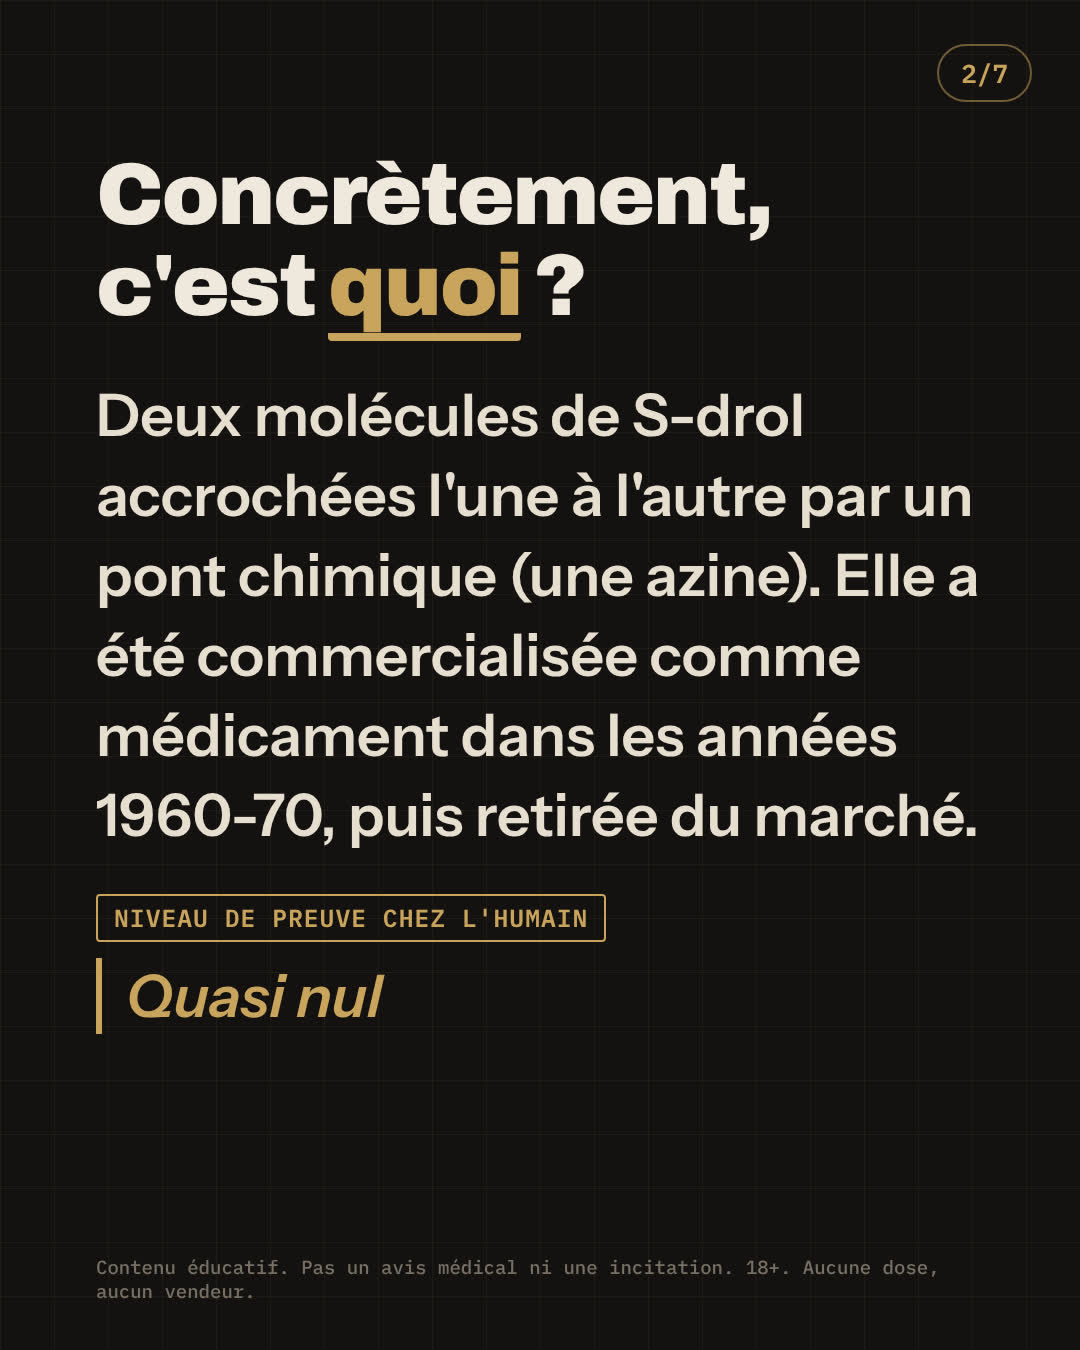 2/7
Concrètement,
c'est quoi ?
Deux molécules de S-drol
accrochées l'une à l'autre par un
pont chimique (une azine). Elle a
été commercialisée comme
médicament dans les années
1960-70, puis retirée du marché.
NIVEAU DE PREUVE CHEZ L'HUMAIN
Quasi nul
Contenu éducatif. Pas un avis médical ni une incitation. 18+. Aucune dose,
aucun vendeur.